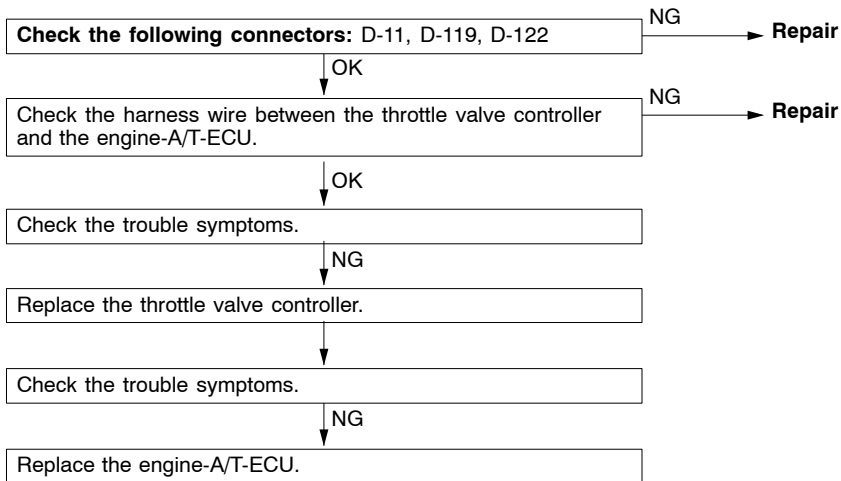 Check the following connectors: D-11, D-119, D-122
NG
Repair
OK
Check the harness wire between the throttle valve controller
and the engine-A/T-ECU.
NG
Repair
OK
Check the trouble symptoms.
NG
Replace the throttle valve controller.
Check the trouble symptoms.
NG
Replace the engine-A/T-ECU.